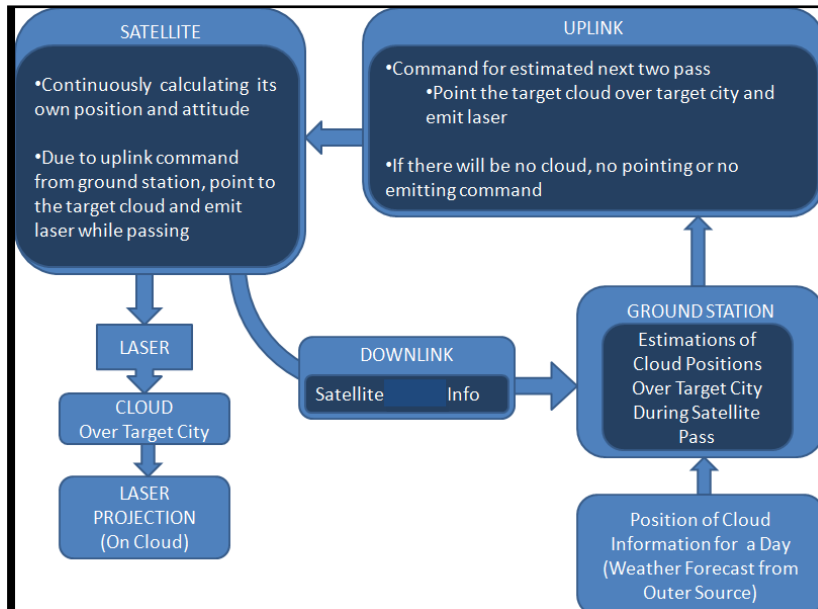 SATELLITE
•Continuously calculating its
own position and attitude
•Due to uplink command
from ground station, point to
the target cloud and emit
laser while passing
UPLINK
•Command for estimated next two pass
•Point the target cloud over target city and
emit laser
•If there will be no cloud, no pointing or no
emitting command
GROUND STATION
Estimations of
Cloud Positions
Over Target City
During Satellite
Pass
DOWNLINK
Satellite Info
LASER
CLOUD
Over Target City
LASER
PROJECTION
(On Cloud)
Position of Cloud
Information for a Day
(Weather Forecast from
Outer Source)